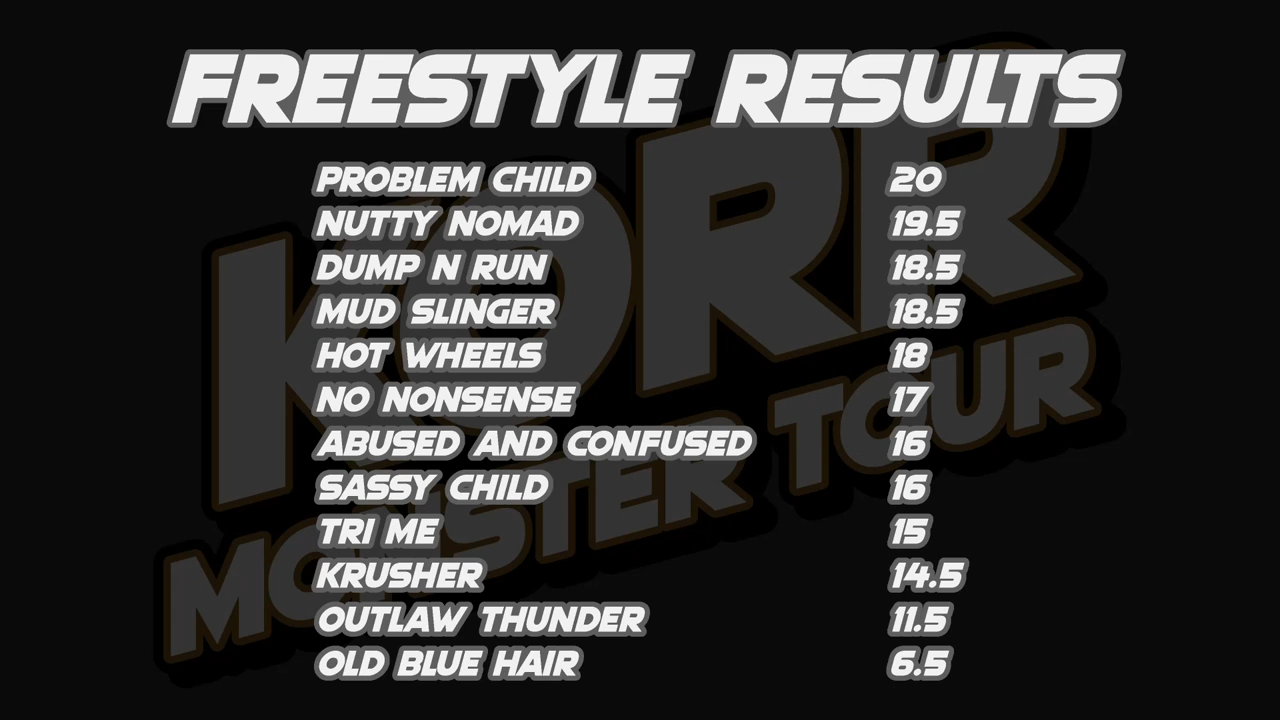 FREESTYLE RESULTS
PROBLEM CHILD 20
NUTTY NOMAD 19.5
DUMP N RUN 18.5
MUD SLINGER 18.5
HOT WHEELS 18
NO NONSENSE 17
ABUSED AND CONFUSED 16
SASSY CHILD 16
TRI ME 15
KRUSHER 14.5
OUTLAW THUNDER 11.5
OLD BLUE HAIR 6.5
KORR
MONSTER TOUR